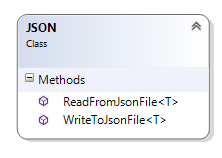 JSON
Class
Methods
ReadFromJsonFile<T>
WriteToJsonFile<T>